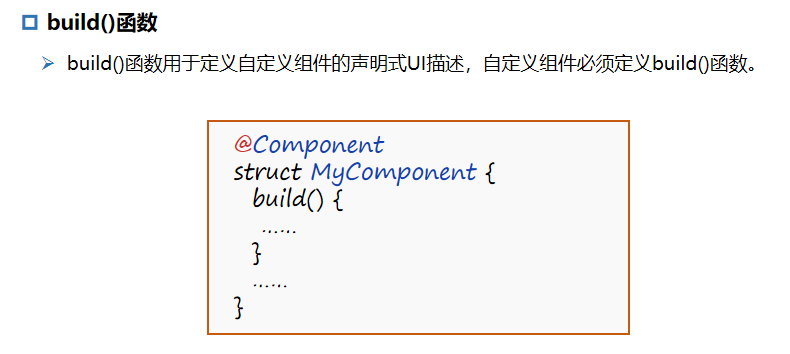 build()函数
build()函数用于定义自定义组件的声明式UI描述，自定义组件必须定义build()函数。
@Component
struct MyComponent {
build() {
……
}
……
}